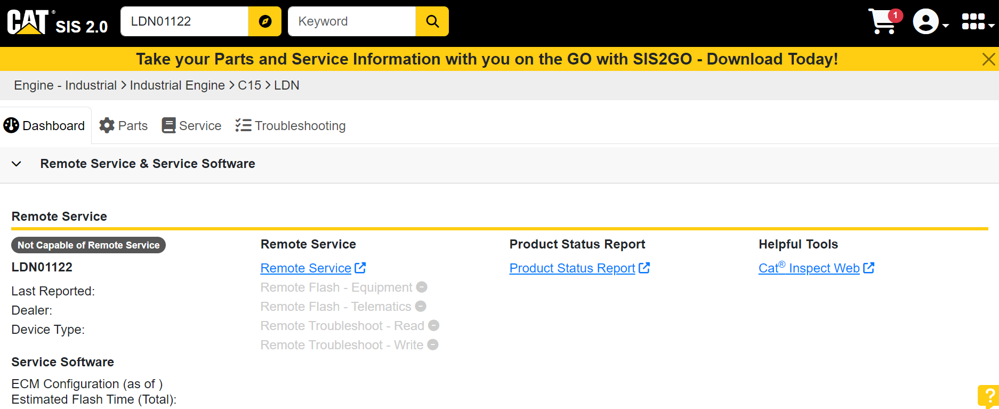 CAT® SIS 2.0 LDN01122 Keyword 1
Take your Parts and Service Information with you on the GO with SIS2GO - Download Today!
Engine - Industrial > Industrial Engine > C15 > LDN
Dashboard Parts Service Troubleshooting
Remote Service & Service Software
Remote Service
Not Capable of Remote Service
LDN01122
Last Reported:
Dealer:
Device Type:
Service Software
ECM Configuration (as of )
Estimated Flash Time (Total):
Remote Service
Remote Service
Remote Flash - Equipment
Remote Flash - Telematics
Remote Troubleshoot - Read
Remote Troubleshoot - Write
Product Status Report
Product Status Report
Helpful Tools
Cat® Inspect Web
?